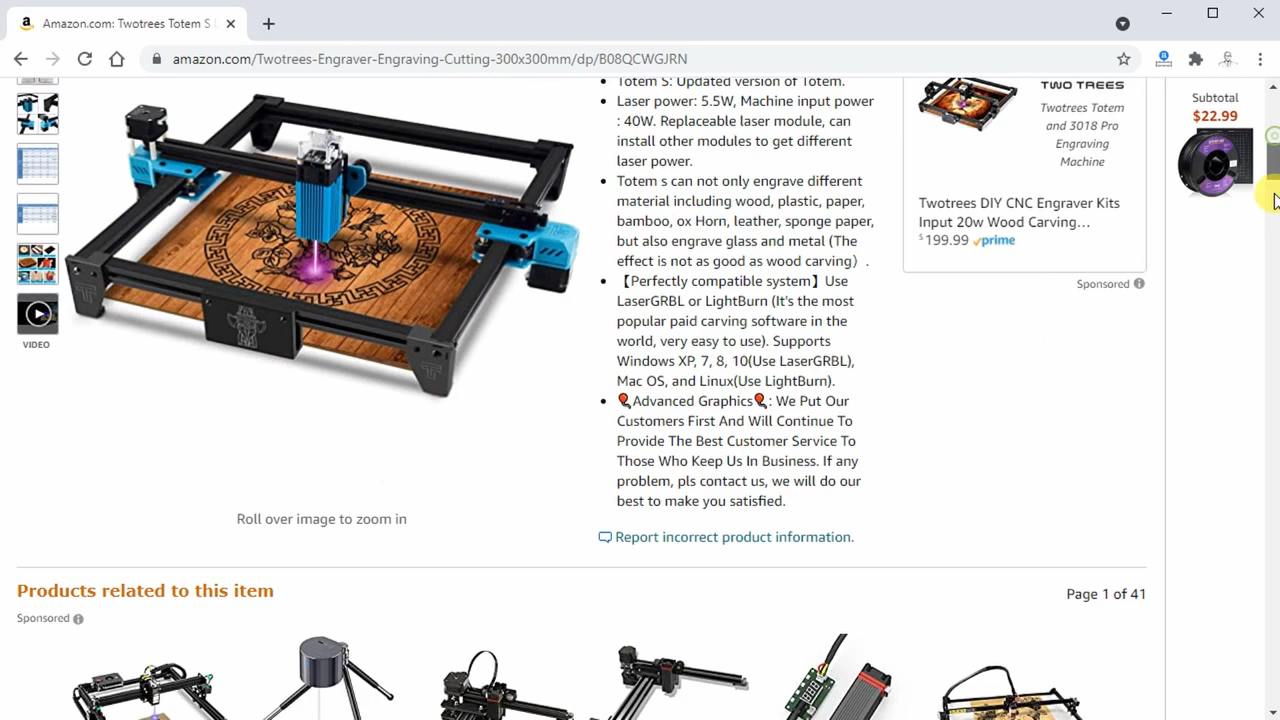 Amazon.com: Twotrees Totem S
amazon.com/Twotrees-Engraver-Engraving-Cutting-300x300mm/dp/B08QCWGJRN
VIDEO
Roll over image to zoom in
Totem S: Updated version of Totem.
Laser power: 5.5W, Machine input power
: 40W. Replaceable laser module, can
install other modules to get different
laser power.
Totem s can not only engrave different
material including wood, plastic, paper,
bamboo, ox Horn, leather, sponge paper,
but also engrave glass and metal (The
effect is not as good as wood carving）.
【Perfectly compatible system】Use
LaserGRBL or LightBurn (It's the most
popular paid carving software in the
world, very easy to use). Supports
Windows XP, 7, 8, 10(Use LaserGRBL),
Mac OS, and Linux(Use LightBurn).
🎈Advanced Graphics🎈: We Put Our
Customers First And Will Continue To
Provide The Best Customer Service To
Those Who Keep Us In Business. If any
problem, pls contact us, we will do our
best to make you satisfied.
Report incorrect product information.
TWO TREES
Twotrees Totem
and 3018 Pro
Engraving
Machine
Twotrees DIY CNC Engraver Kits
Input 20w Wood Carving…
$199.99 prime
Sponsored
Subtotal
$22.99
Products related to this item
Page 1 of 41
Sponsored